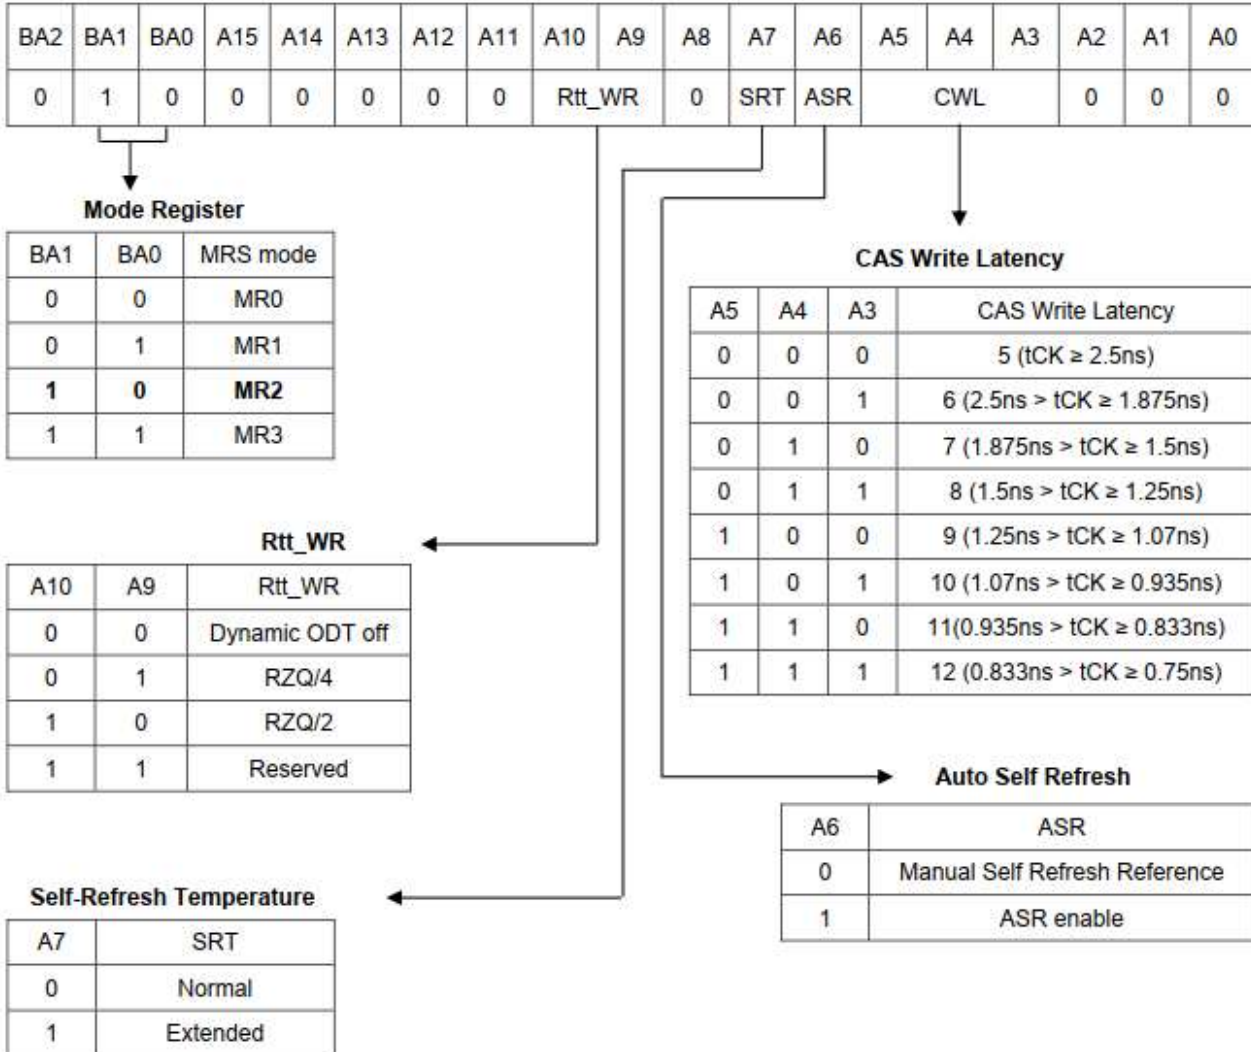 BA2 BA1 BA0 A15 A14 A13 A12 A11 A10 A9 A8 A7 A6 A5 A4 A3 A2 A1 A0
0 1 0 0 0 0 0 0 Rtt_WR 0 SRT ASR CWL 0 0 0
Mode Register
BA1 BA0 MRS mode
0 0 MR0
0 1 MR1
1 0 MR2
1 1 MR3
CAS Write Latency
A5 A4 A3 CAS Write Latency
0 0 0 5 (tCK ≥ 2.5ns)
0 0 1 6 (2.5ns > tCK ≥ 1.875ns)
0 1 0 7 (1.875ns > tCK ≥ 1.5ns)
0 1 1 8 (1.5ns > tCK ≥ 1.25ns)
1 0 0 9 (1.25ns > tCK ≥ 1.07ns)
1 0 1 10 (1.07ns > tCK ≥ 0.935ns)
1 1 0 11(0.935ns > tCK ≥ 0.833ns)
1 1 1 12 (0.833ns > tCK ≥ 0.75ns)
Rtt_WR
A10 A9 Rtt_WR
0 0 Dynamic ODT off
0 1 RZQ/4
1 0 RZQ/2
1 1 Reserved
Auto Self Refresh
A6 ASR
0 Manual Self Refresh Reference
1 ASR enable
Self-Refresh Temperature
A7 SRT
0 Normal
1 Extended